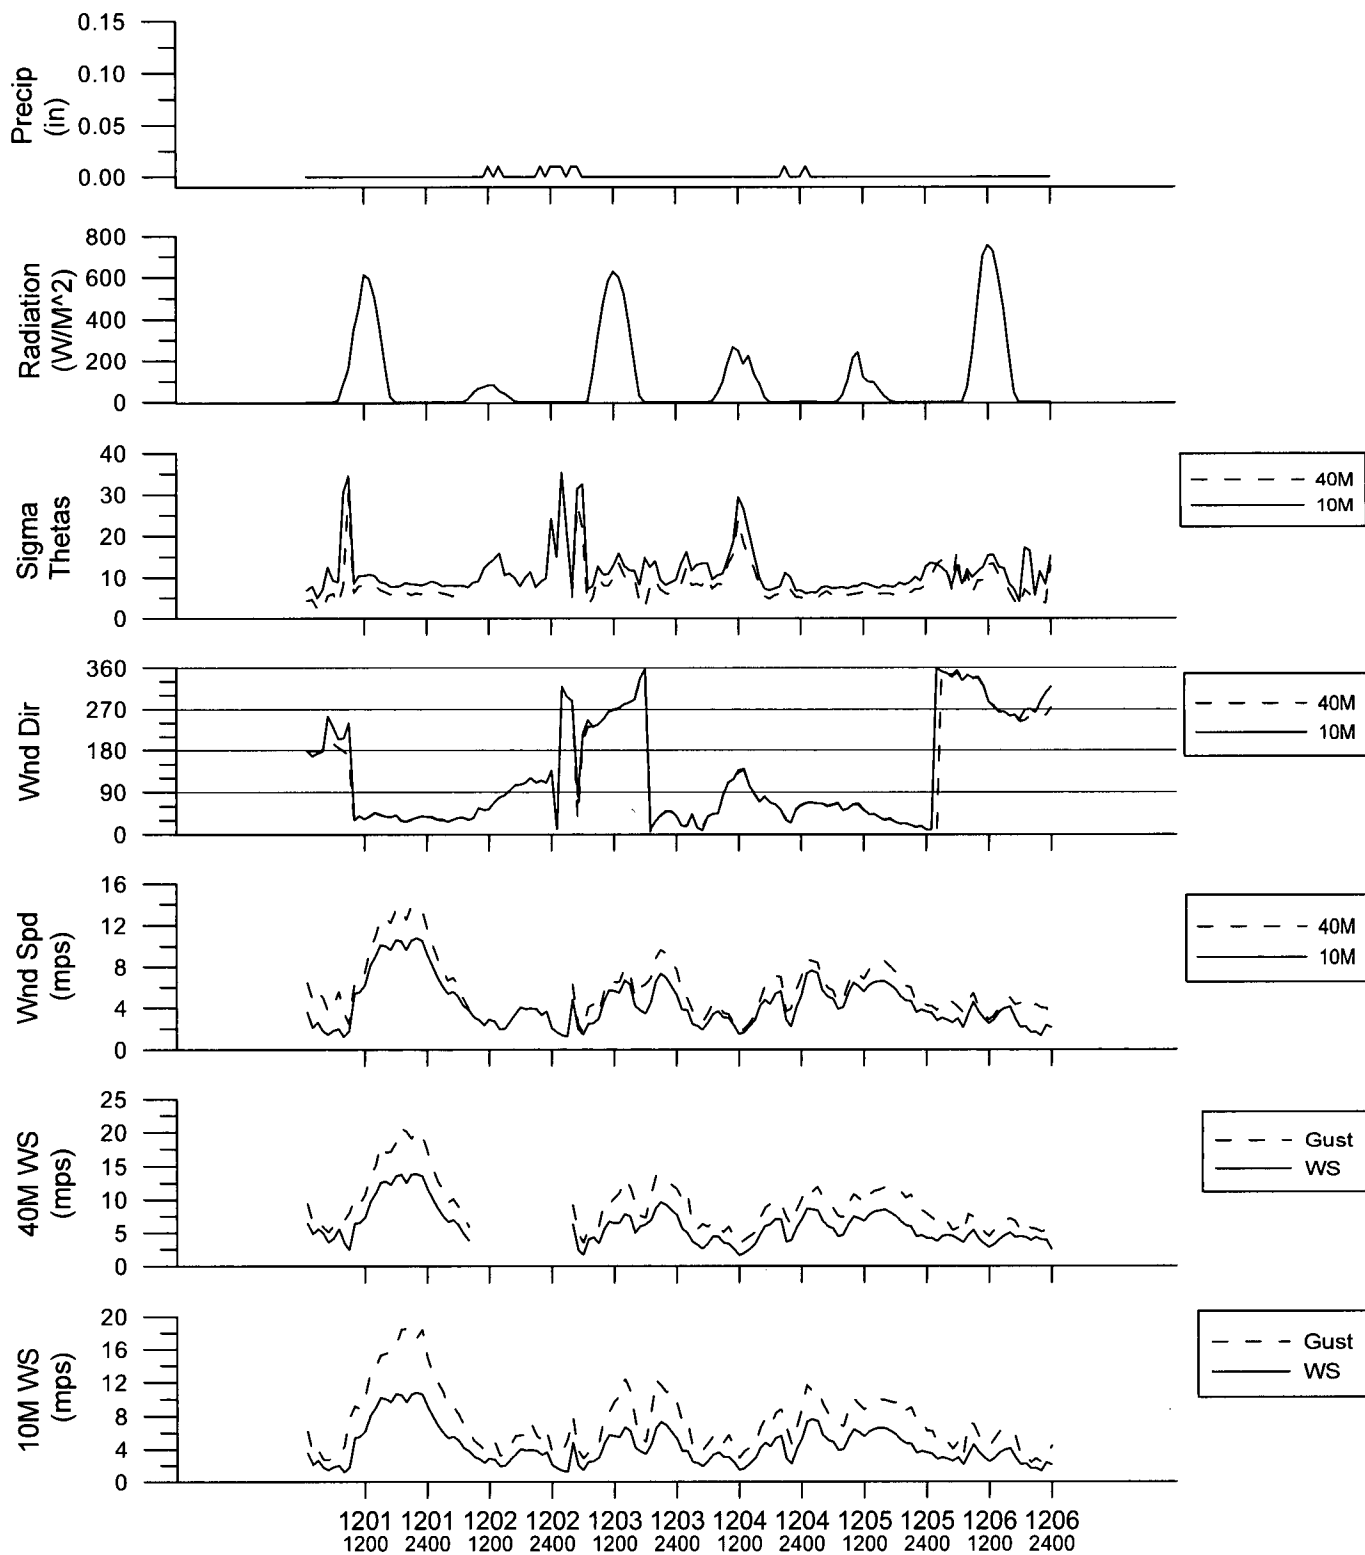 Precip
(in)
0.15
0.10
0.05
0.00
Radiation
(W/M^2)
800
600
400
200
0
Sigma
Thetas
40
30
20
10
0
40M
10M
Wnd Dir
360
270
180
90
0
40M
10M
Wnd Spd
(mps)
16
12
8
4
0
40M
10M
40M WS
(mps)
25
20
15
10
5
0
Gust
WS
10M WS
(mps)
20
16
12
8
4
0
Gust
WS
1201 1201 1202 1202 1203 1203 1204 1204 1205 1205 1206 1206
1200 2400 1200 2400 1200 2400 1200 2400 1200 2400 1200 2400